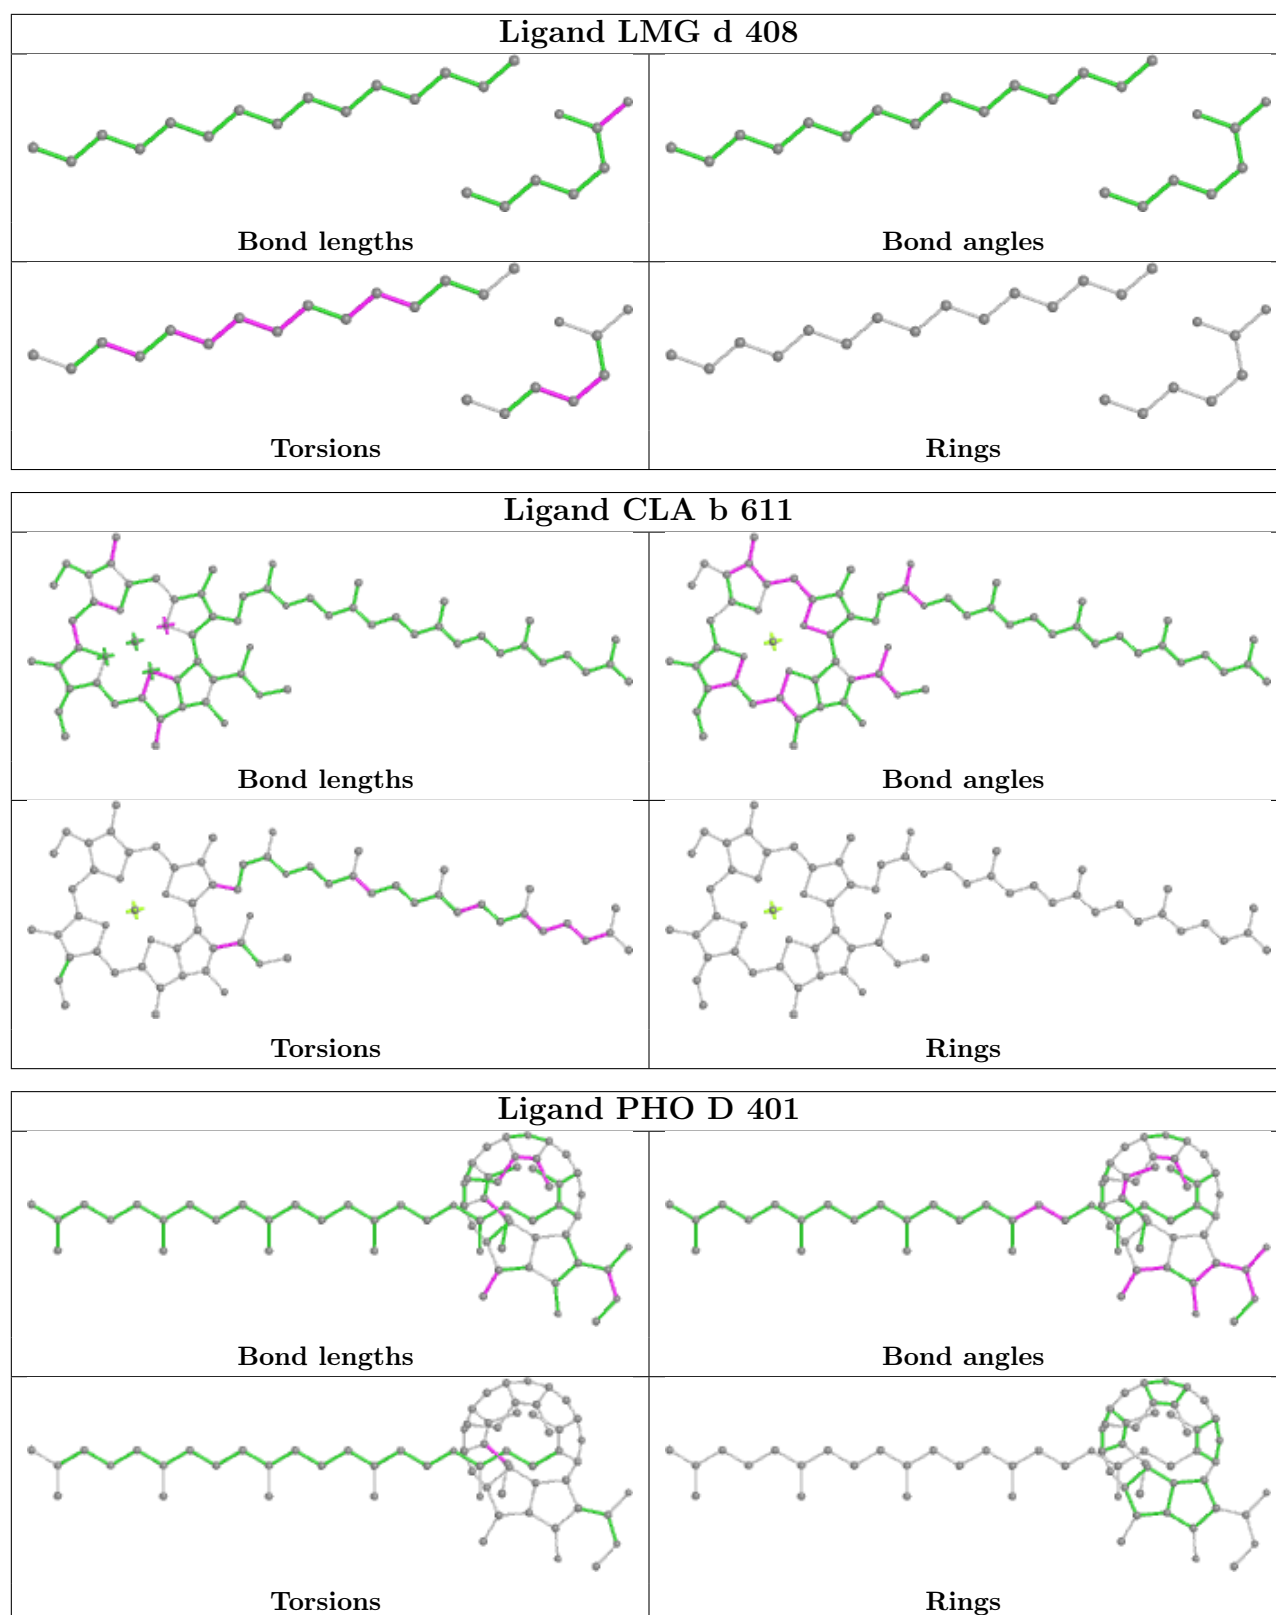 Ligand LMG d 408
Bond lengths
Bond angles
Torsions
Rings
Ligand CLA b 611
Bond lengths
Bond angles
Torsions
Rings
Ligand PHO D 401
Bond lengths
Bond angles
Torsions
Rings